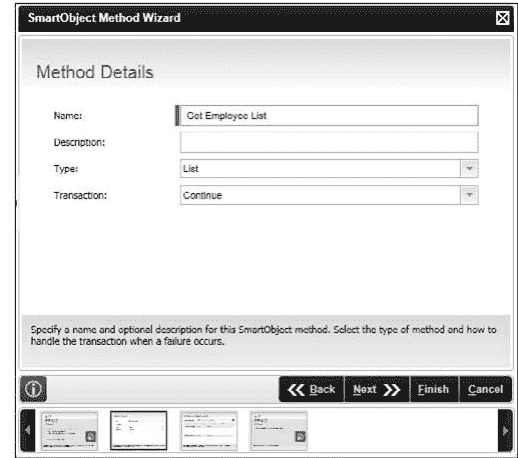 SmartObject Method Wizard
Method Details
Name: Get Employee List
Description:
Type: List
Transaction: Continue
Specify a name and optional description for this SmartObject method. Select the type of method and how to
handle the transaction when a failure occurs.
Back Next Finish Cancel